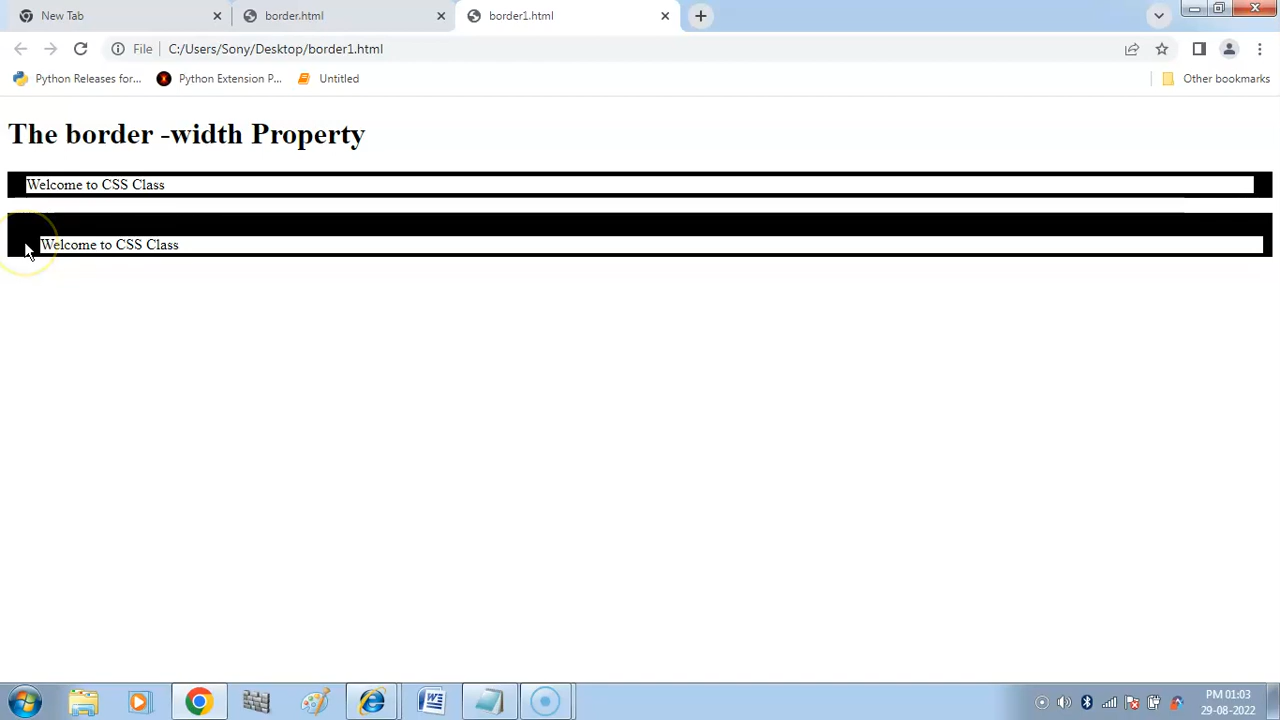 New Tab
border.html
border1.html
File
C:/Users/Sony/Desktop/border1.html
Python Releases for...
Python Extension P...
Untitled
Other bookmarks
The border -width Property
Welcome to CSS Class
Welcome to CSS Class
PM 01:03
29-08-2022